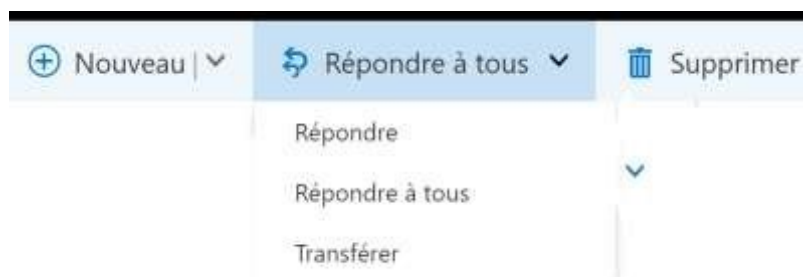 Nouveau | Répondre à tous Supprimer
Répondre
Répondre à tous
Transférer